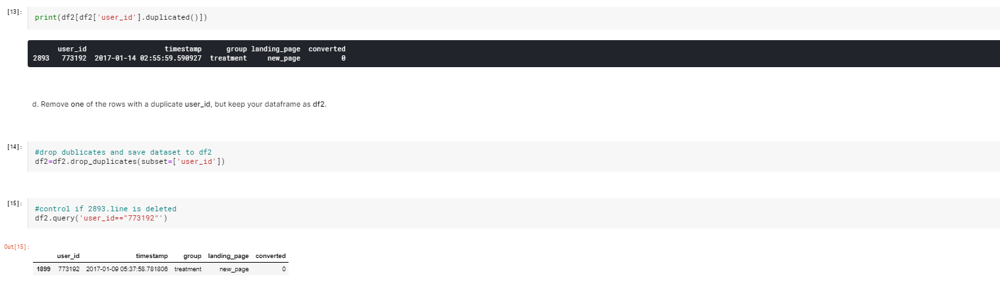 [13]:
print(df2[df2['user_id'].duplicated()])
user_id timestamp group landing_page converted
2893 773192 2017-01-14 02:55:59.590927 treatment new_page 0
d. Remove one of the rows with a duplicate user_id, but keep your dataframe as df2.
[14]:
#drop dublicates and save dataset to df2
df2=df2.drop_duplicates(subset=['user_id'])
[15]:
#control if 2893.line is deleted
df2.query('user_id=="773192"')
Out[15]:
user_id timestamp group landing_page converted
1899 773192 2017-01-09 05:37:58.781806 treatment new_page 0